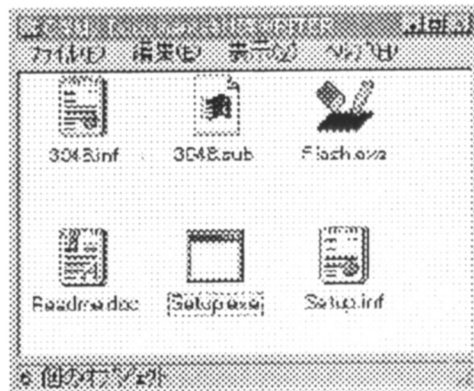 ファイル(F) 編集(E) 表示(V) ヘルプ(H)
3048.inf 3048.sub Flash.exe
Readme.doc Setup.exe Setup.inf
6 個のオブジェクト